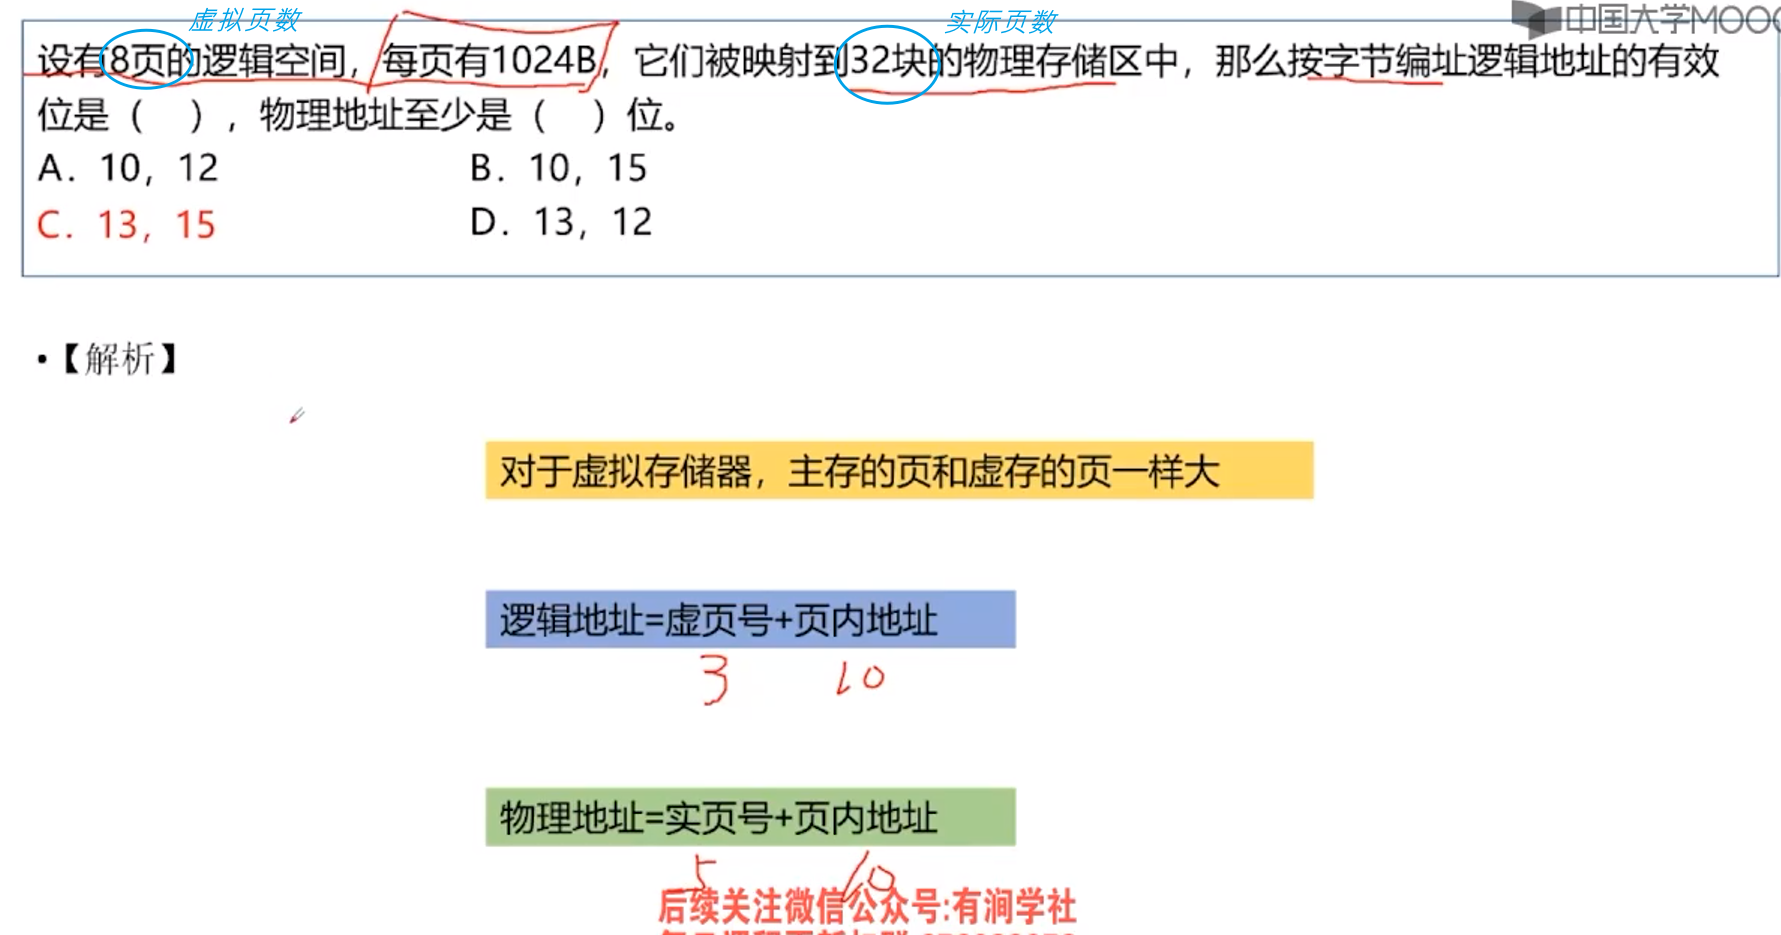 虚拟页数
实际页数
中国大学MOOC
设有8页的逻辑空间，每页有1024B，它们被映射到32块的物理存储区中，那么按字节编址逻辑地址的有效
位是（　），物理地址至少是（　）位。
A．10，12
B．10，15
C．13，15
D．13，12
•【解析】
对于虚拟存储器，主存的页和虚存的页一样大
逻辑地址=虚页号+页内地址
3 10
物理地址=实页号+页内地址
5 10
后续关注微信公众号:有涧学社